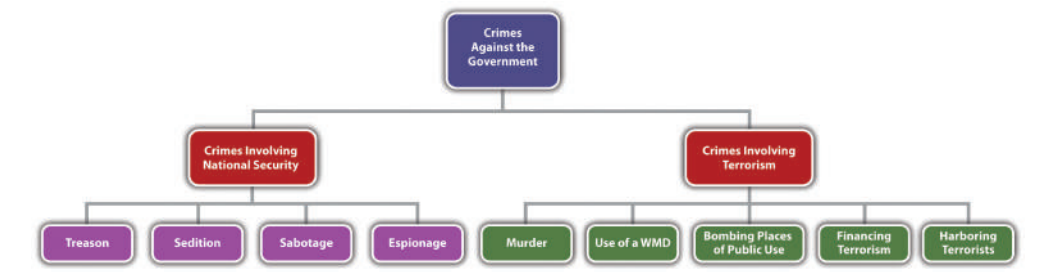 Crimes
Against the
Government
Crimes Involving
National Security
Crimes Involving
Terrorism
Treason
Sedition
Sabotage
Espionage
Murder
Use of a WMD
Bombing Places
of Public Use
Financing
Terrorism
Harboring
Terrorists